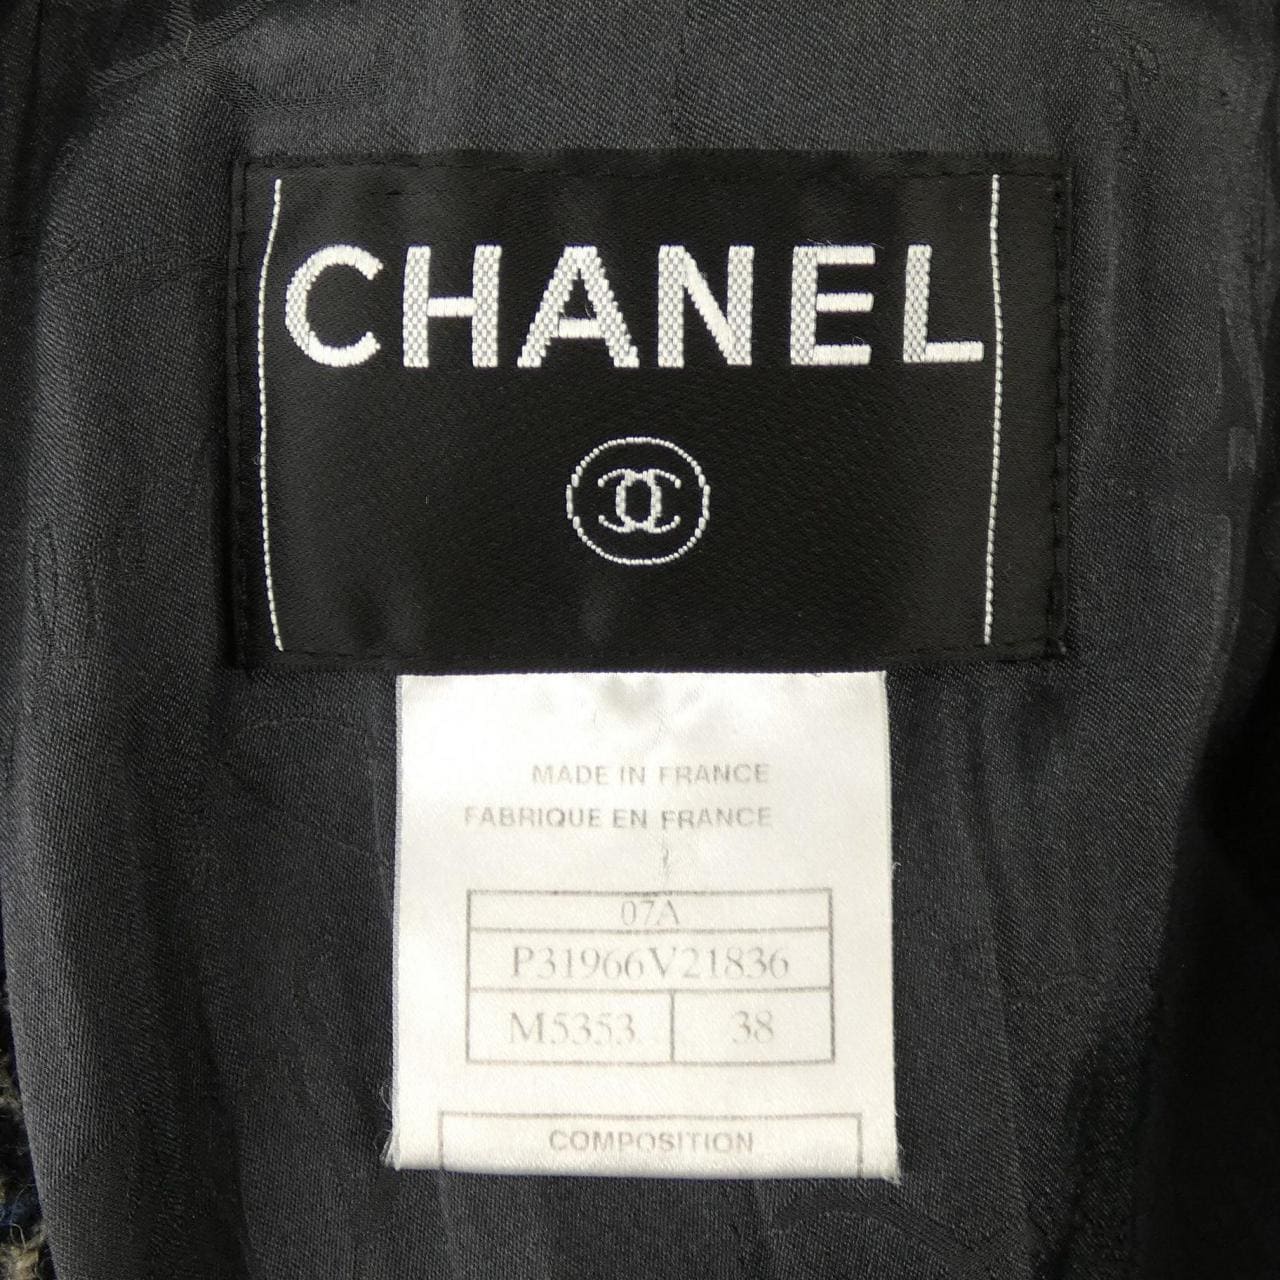 CHANEL
MADE IN FRANCE
FABRIQUE EN FRANCE
07A
P31966V21836
M5353 38
COMPOSITION